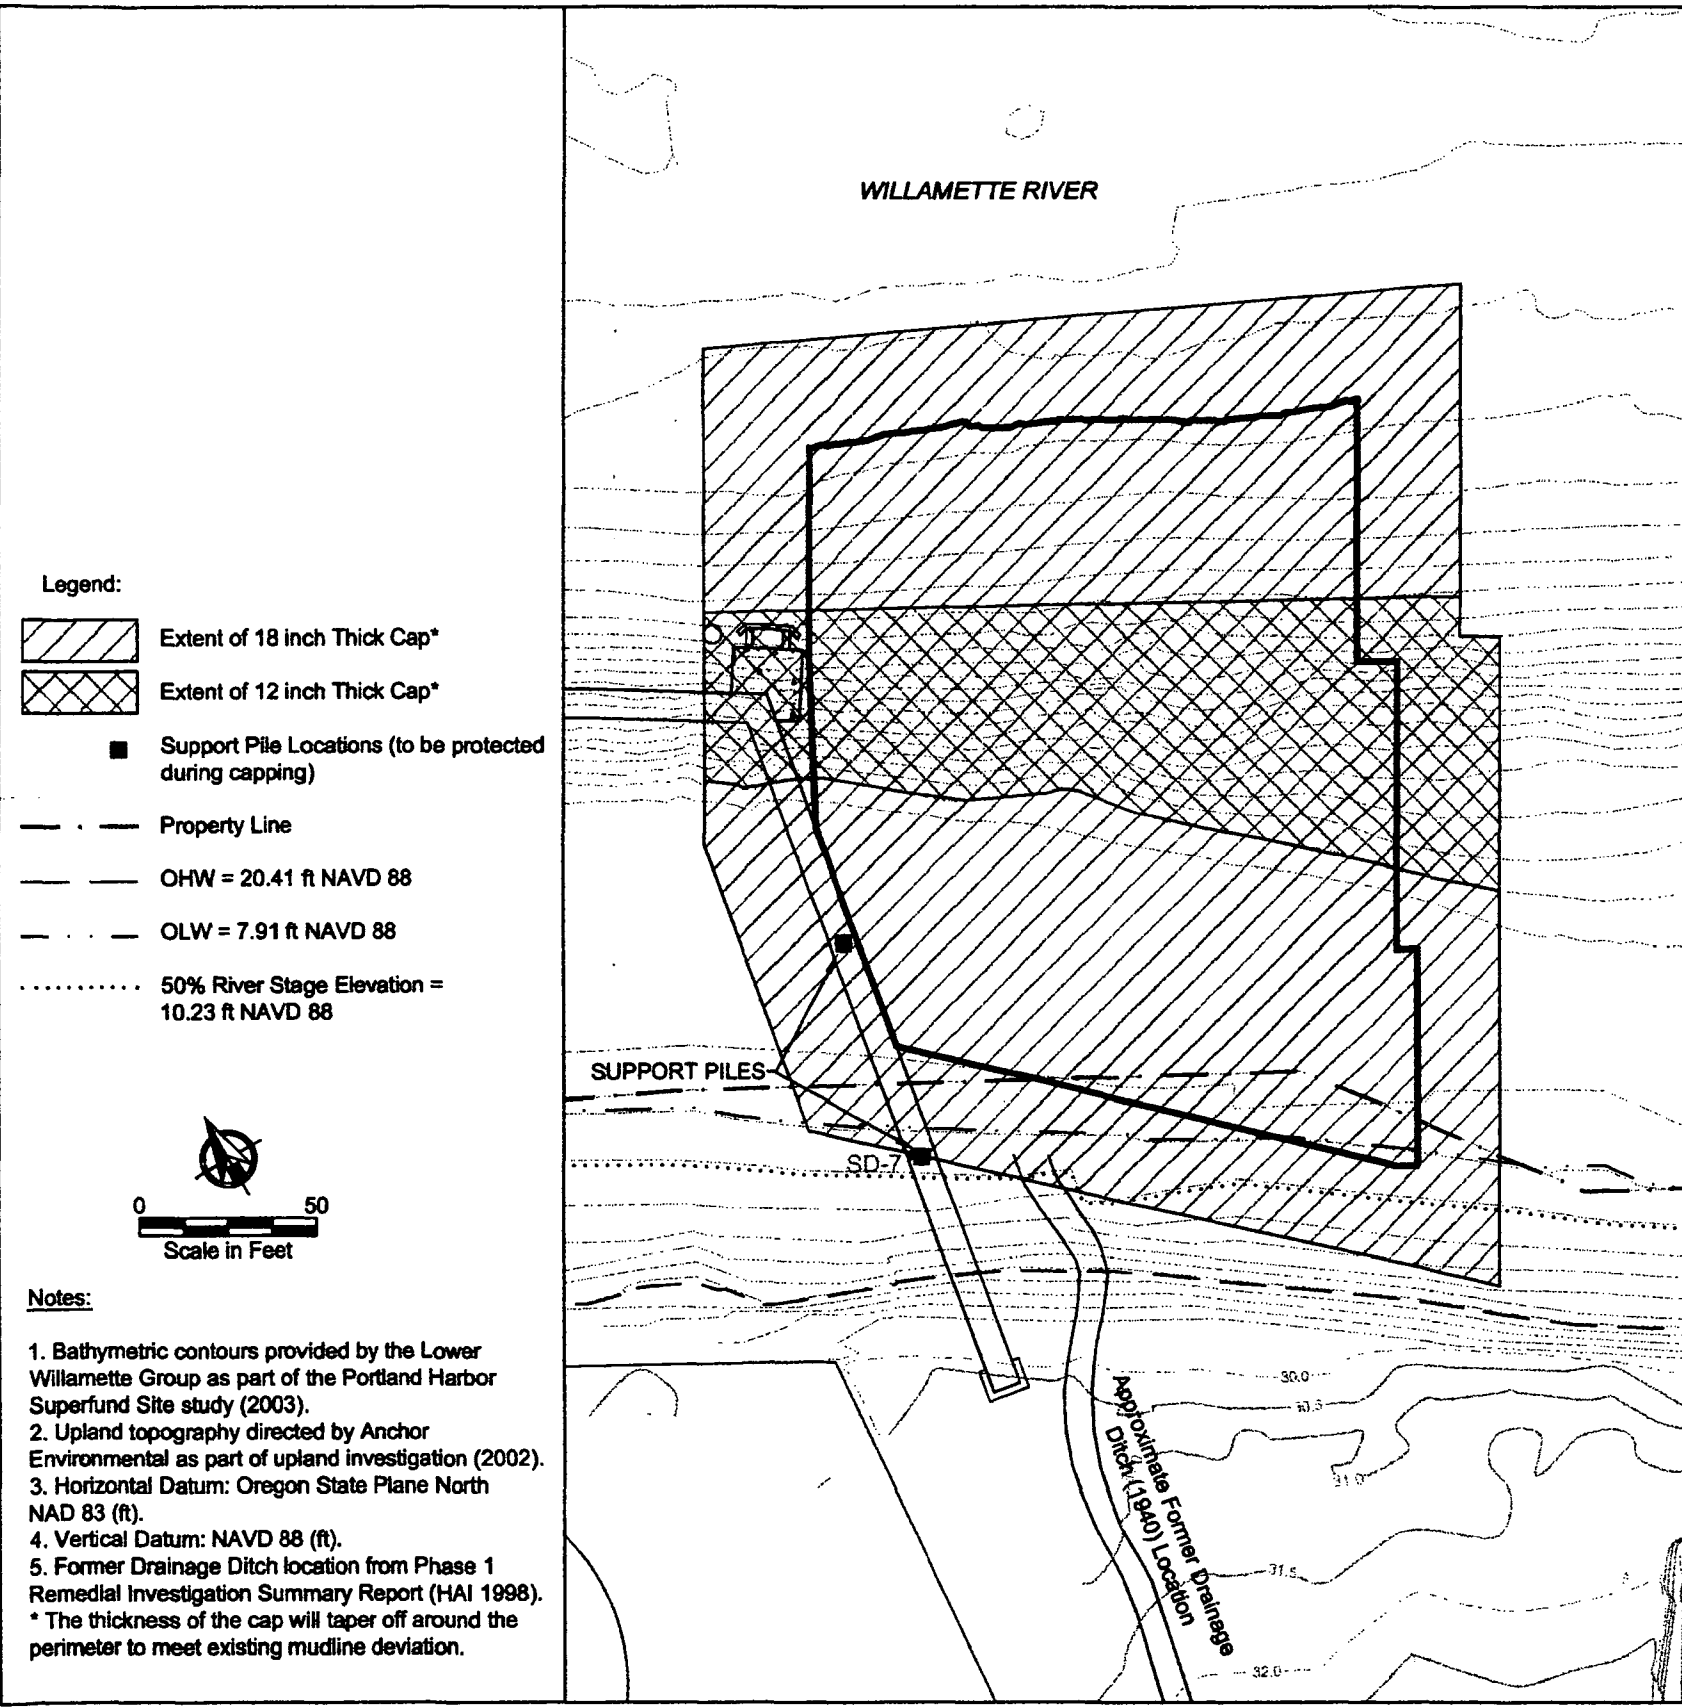 WILLAMETTE RIVER
Legend:
Extent of 18 inch Thick Cap*
Extent of 12 inch Thick Cap*
Support Pile Locations (to be protected
during capping)
Property Line
OHW = 20.41 ft NAVD 88
OLW = 7.91 ft NAVD 88
50% River Stage Elevation =
10.23 ft NAVD 88
SUPPORT PILES
SD-7
0 50
Scale in Feet
Notes:
1. Bathymetric contours provided by the Lower
Willamette Group as part of the Portland Harbor
Superfund Site study (2003).
2. Upland topography directed by Anchor
Environmental as part of upland investigation (2002).
3. Horizontal Datum: Oregon State Plane North
NAD 83 (ft).
4. Vertical Datum: NAVD 88 (ft).
5. Former Drainage Ditch location from Phase 1
Remedial Investigation Summary Report (HAI 1998).
* The thickness of the cap will taper off around the
perimeter to meet existing mudline deviation.
Approximate Former Drainage
Ditch (1940) Location
30.0
31.0
31.5
32.0